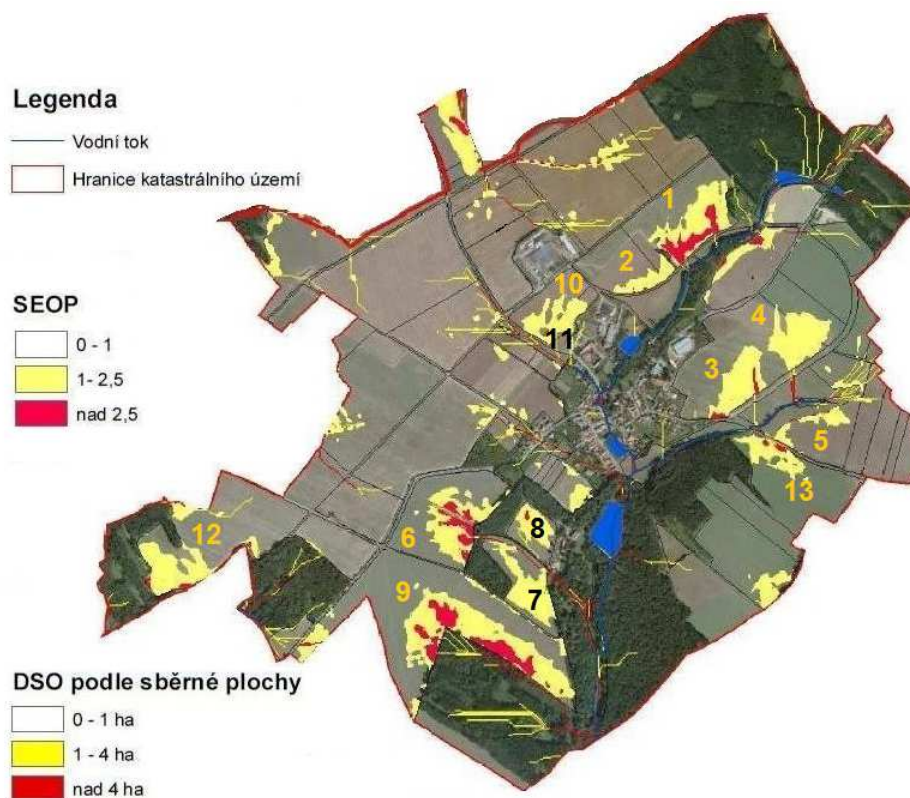 Legenda
Vodní tok
Hranice katastrálního území
SEOP
0 - 1
1- 2,5
nad 2,5
DSO podle sběrné plochy
0 - 1 ha
1 - 4 ha
nad 4 ha
1
2
10
11
4
3
5
13
12
6
8
9
7